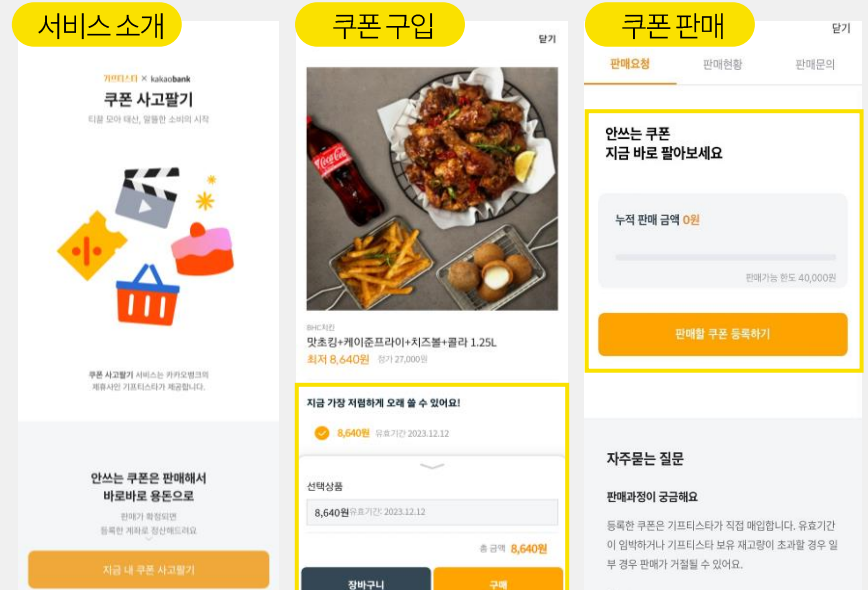 서비스 소개
기프티스타 × kakaobank
쿠폰 사고팔기
티끌 모아 태산, 알뜰한 소비의 시작
쿠폰 사고팔기 서비스는 카카오뱅크의
제휴사인 기프티스타가 제공합니다.
안쓰는 쿠폰은 판매해서
바로바로 용돈으로
판매가 확정되면
등록한 계좌로 정산해드려요
지금 내 쿠폰 사고팔기
쿠폰 구입
닫기
Coca-Cola
BHC치킨
맛초킹+케이준프라이+치즈볼+콜라 1.25L
최저 8,640원 정가 27,000원
지금 가장 저렴하게 오래 쓸 수 있어요!
8,640원 유효기간 2023.12.12
선택상품
8,640원유효기간: 2023.12.12
총 금액 8,640원
장바구니 구매
쿠폰 판매
닫기
판매요청 판매현황 판매문의
안쓰는 쿠폰
지금 바로 팔아보세요
누적 판매 금액 0원
판매가능 한도 40,000원
판매할 쿠폰 등록하기
자주묻는 질문
판매과정이 궁금해요
등록한 쿠폰은 기프티스타가 직접 매입합니다. 유효기간
이 임박하거나 기프티스타 보유 재고량이 초과할 경우 일
부 경우 판매가 거절될 수 있어요.